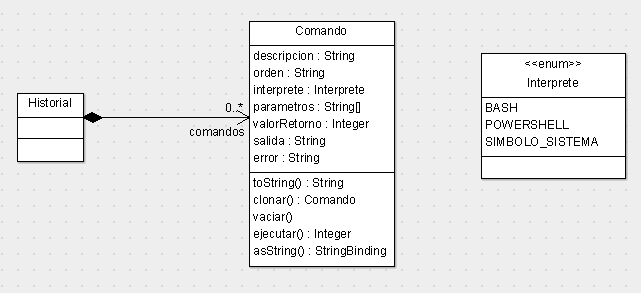 Comando
descripcion : String
orden : String
interprete : Interprete
parametros : String[]
valorRetorno : Integer
salida : String
error : String
toString() : String
clonar() : Comando
vaciar()
ejecutar() : Integer
asString() : StringBinding
Historial
0..*
comandos
<<enum>>
Interprete
BASH
POWERSHELL
SIMBOLO_SISTEMA